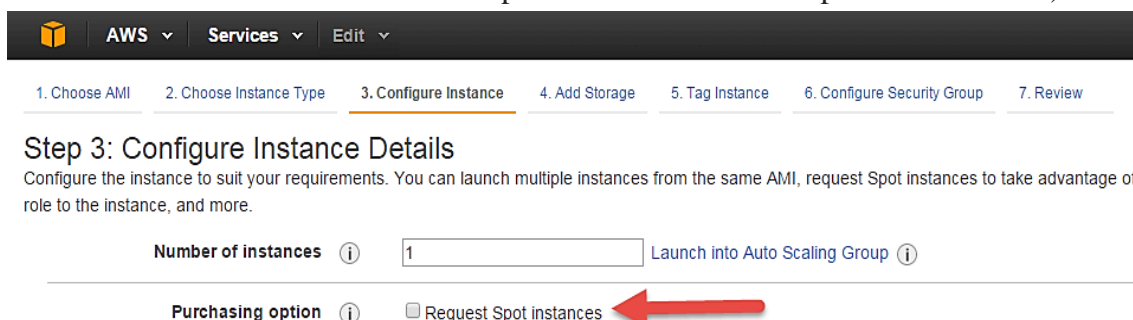 AWS Services Edit
1. Choose AMI 2. Choose Instance Type 3. Configure Instance 4. Add Storage 5. Tag Instance 6. Configure Security Group 7. Review
Step 3: Configure Instance Details
Configure the instance to suit your requirements. You can launch multiple instances from the same AMI, request Spot instances to take advantage of
role to the instance, and more.
Number of instances i 1 Launch into Auto Scaling Group i
Purchasing option i Request Spot instances